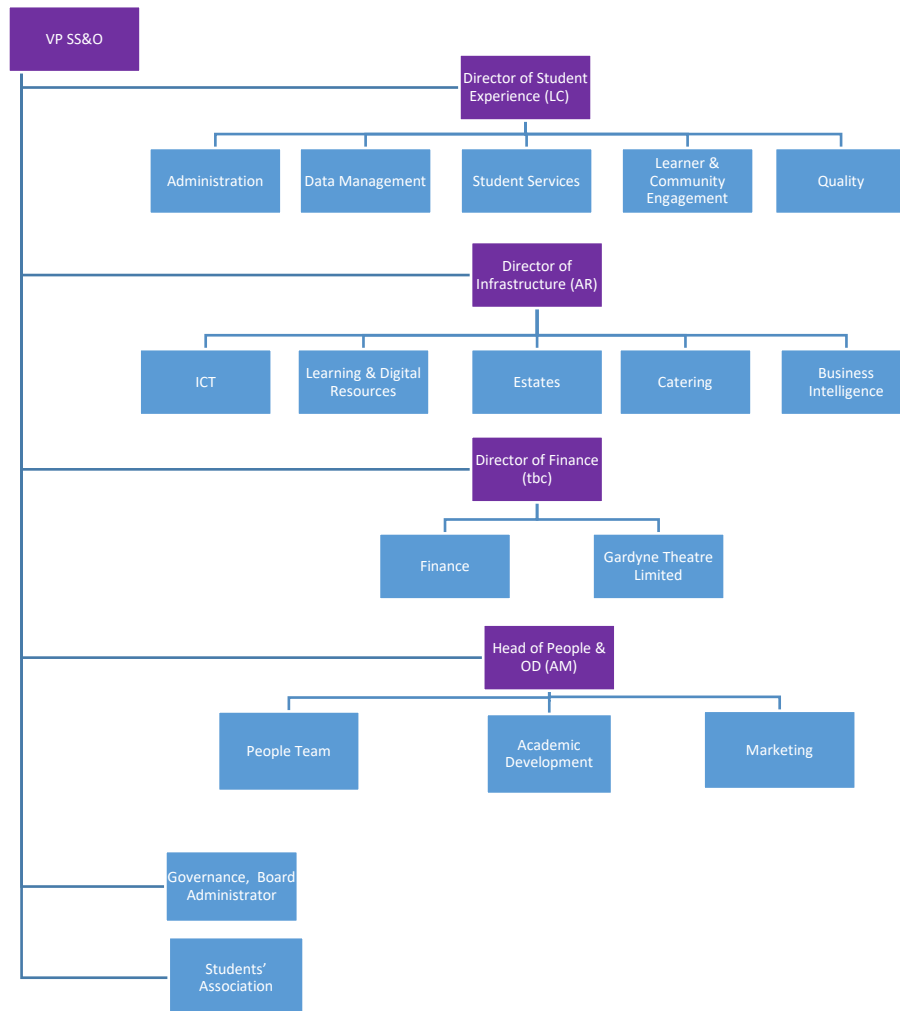 VP SS&O
Director of Student
Experience (LC)
Administration
Data Management
Student Services
Learner &
Community
Engagement
Quality
Director of
Infrastructure (AR)
ICT
Learning & Digital
Resources
Estates
Catering
Business
Intelligence
Director of Finance
(tbc)
Finance
Gardyne Theatre
Limited
Head of People &
OD (AM)
People Team
Academic
Development
Marketing
Governance,  Board
Administrator
Students’
Association